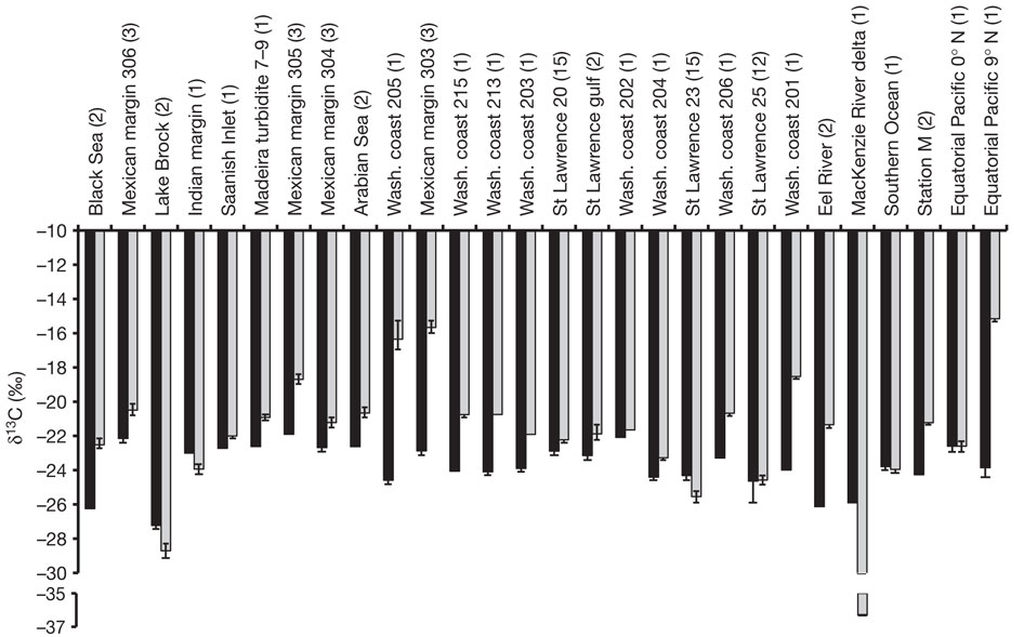 Black Sea (2)
Mexican margin 306 (3)
Lake Brock (2)
Indian margin (1)
Saanish Inlet (1)
Madeira turbidite 7–9 (1)
Mexican margin 305 (3)
Mexican margin 304 (3)
Arabian Sea (2)
Wash. coast 205 (1)
Mexican margin 303 (3)
Wash. coast 215 (1)
Wash. coast 213 (1)
Wash. coast 203 (1)
St Lawrence 20 (15)
St Lawrence gulf (2)
Wash. coast 202 (1)
Wash. coast 204 (1)
St Lawrence 23 (15)
Wash. coast 206 (1)
St Lawrence 25 (12)
Wash. coast 201 (1)
Eel River (2)
MacKenzie River delta (1)
Southern Ocean (1)
Station M (2)
Equatorial Pacific 0° N (1)
Equatorial Pacific 9° N (1)
δ¹³C (‰)
–10
–12
–14
–16
–18
–20
–22
–24
–26
–28
–30
–35
–37